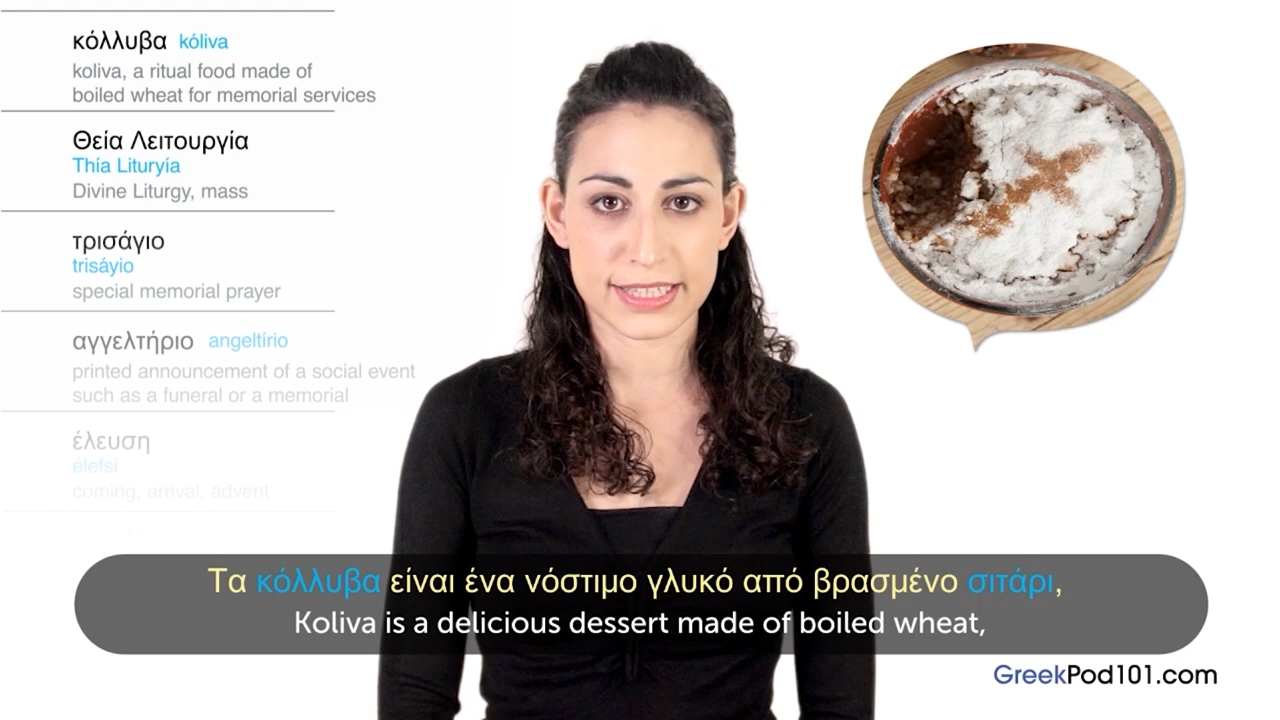 κόλλυβα kóliva
koliva, a ritual food made of
boiled wheat for memorial services
Θεία Λειτουργία
Thía Lituryía
Divine Liturgy, mass
τρισάγιο
trisáyio
special memorial prayer
αγγελτήριο angeltírio
printed announcement of a social event
such as a funeral or a memorial
έλευση
élefsi
coming, arrival, advent
Τα κόλλυβα είναι ένα νόστιμο γλυκό από βρασμένο σιτάρι,
Koliva is a delicious dessert made of boiled wheat,
GreekPod101.com